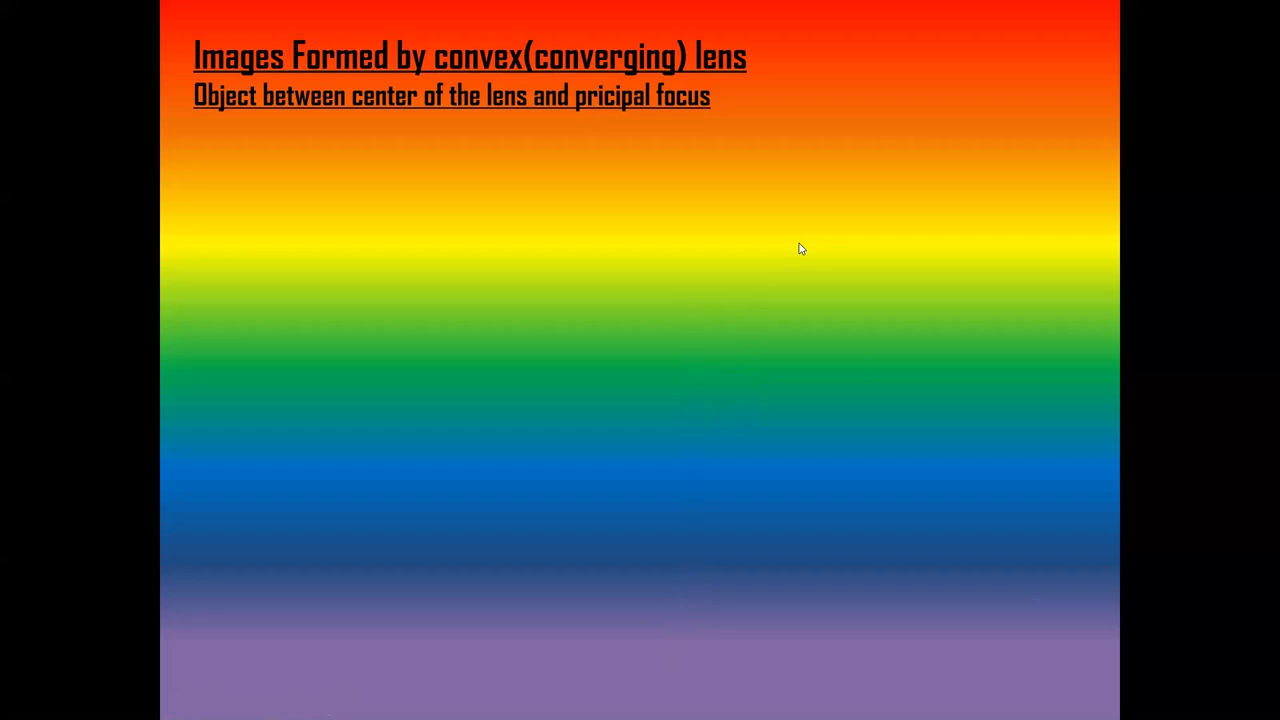 Images Formed by convex(converging) lens
Object between center of the lens and pricipal focus